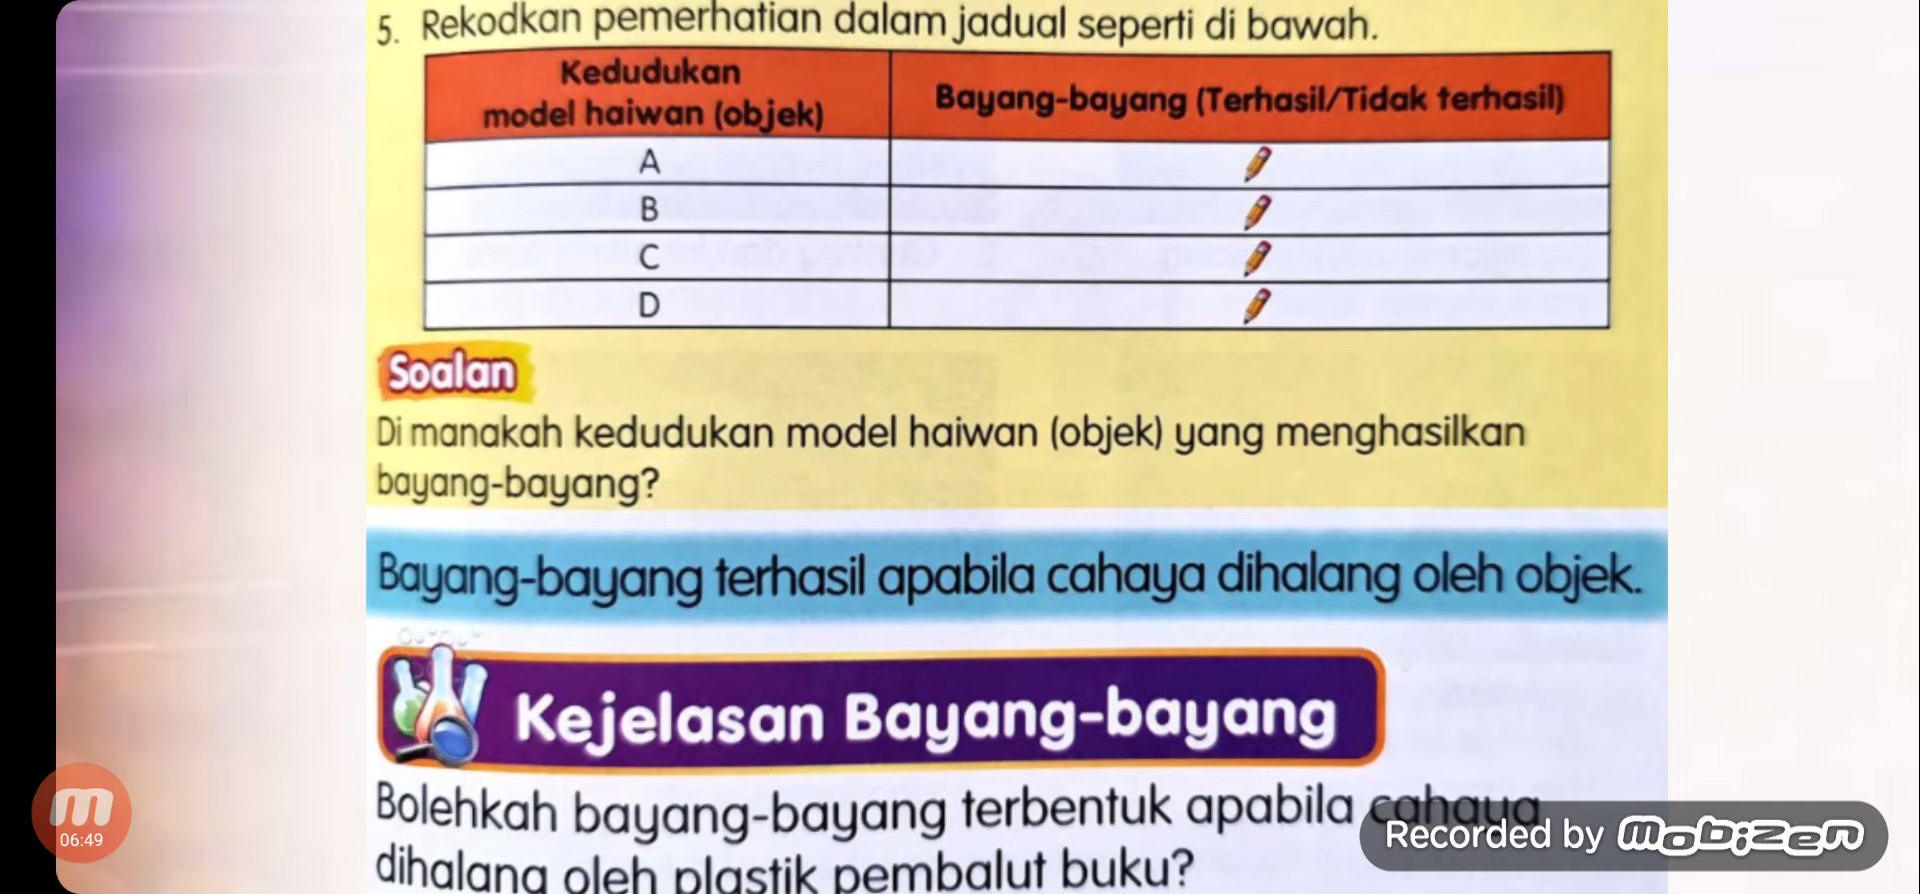 5. Rekodkan pemerhatian dalam jadual seperti di bawah.
Kedudukan
model haiwan (objek)
Bayang-bayang (Terhasil/Tidak terhasil)
A
B
C
D
Soalan
Di manakah kedudukan model haiwan (objek) yang menghasilkan
bayang-bayang?
Bayang-bayang terhasil apabila cahaya dihalang oleh objek.
Kejelasan Bayang-bayang
Bolehkah bayang-bayang terbentuk apabila cahaya
dihalang oleh plastik pembalut buku?
06:49
Recorded by Mobizen